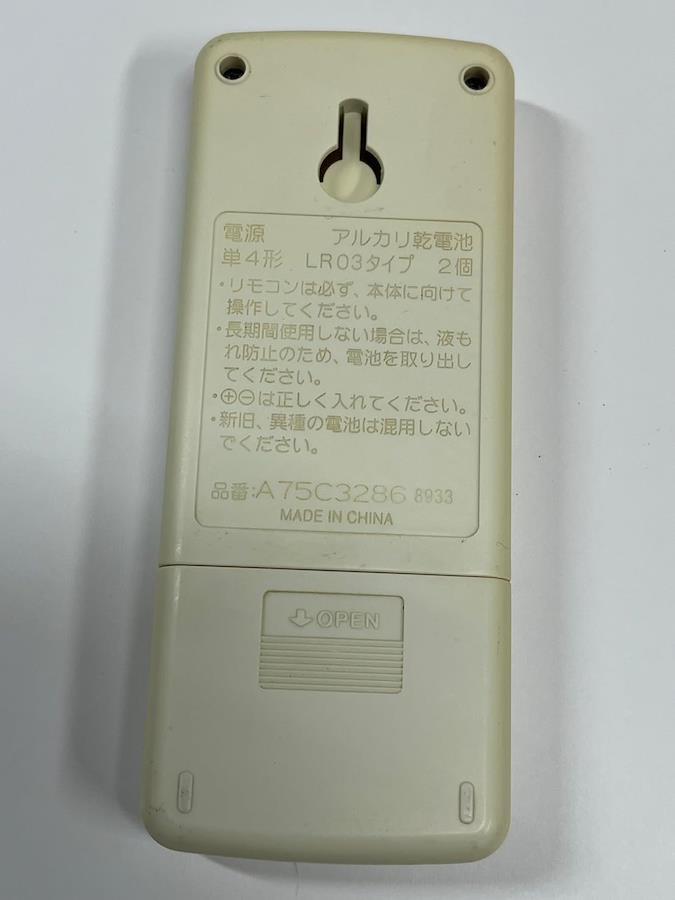 電源 アルカリ乾電池
単4形 LR03タイプ 2個
・リモコンは必ず、本体に向けて
操作してください。
・長期間使用しない場合は、液も
れ防止のため、電池を取り出し
てください。
・⊕⊖は正しく入れてください。
・新旧、異種の電池は混用しない
でください。
品番:A75C3286 8933
MADE IN CHINA
OPEN